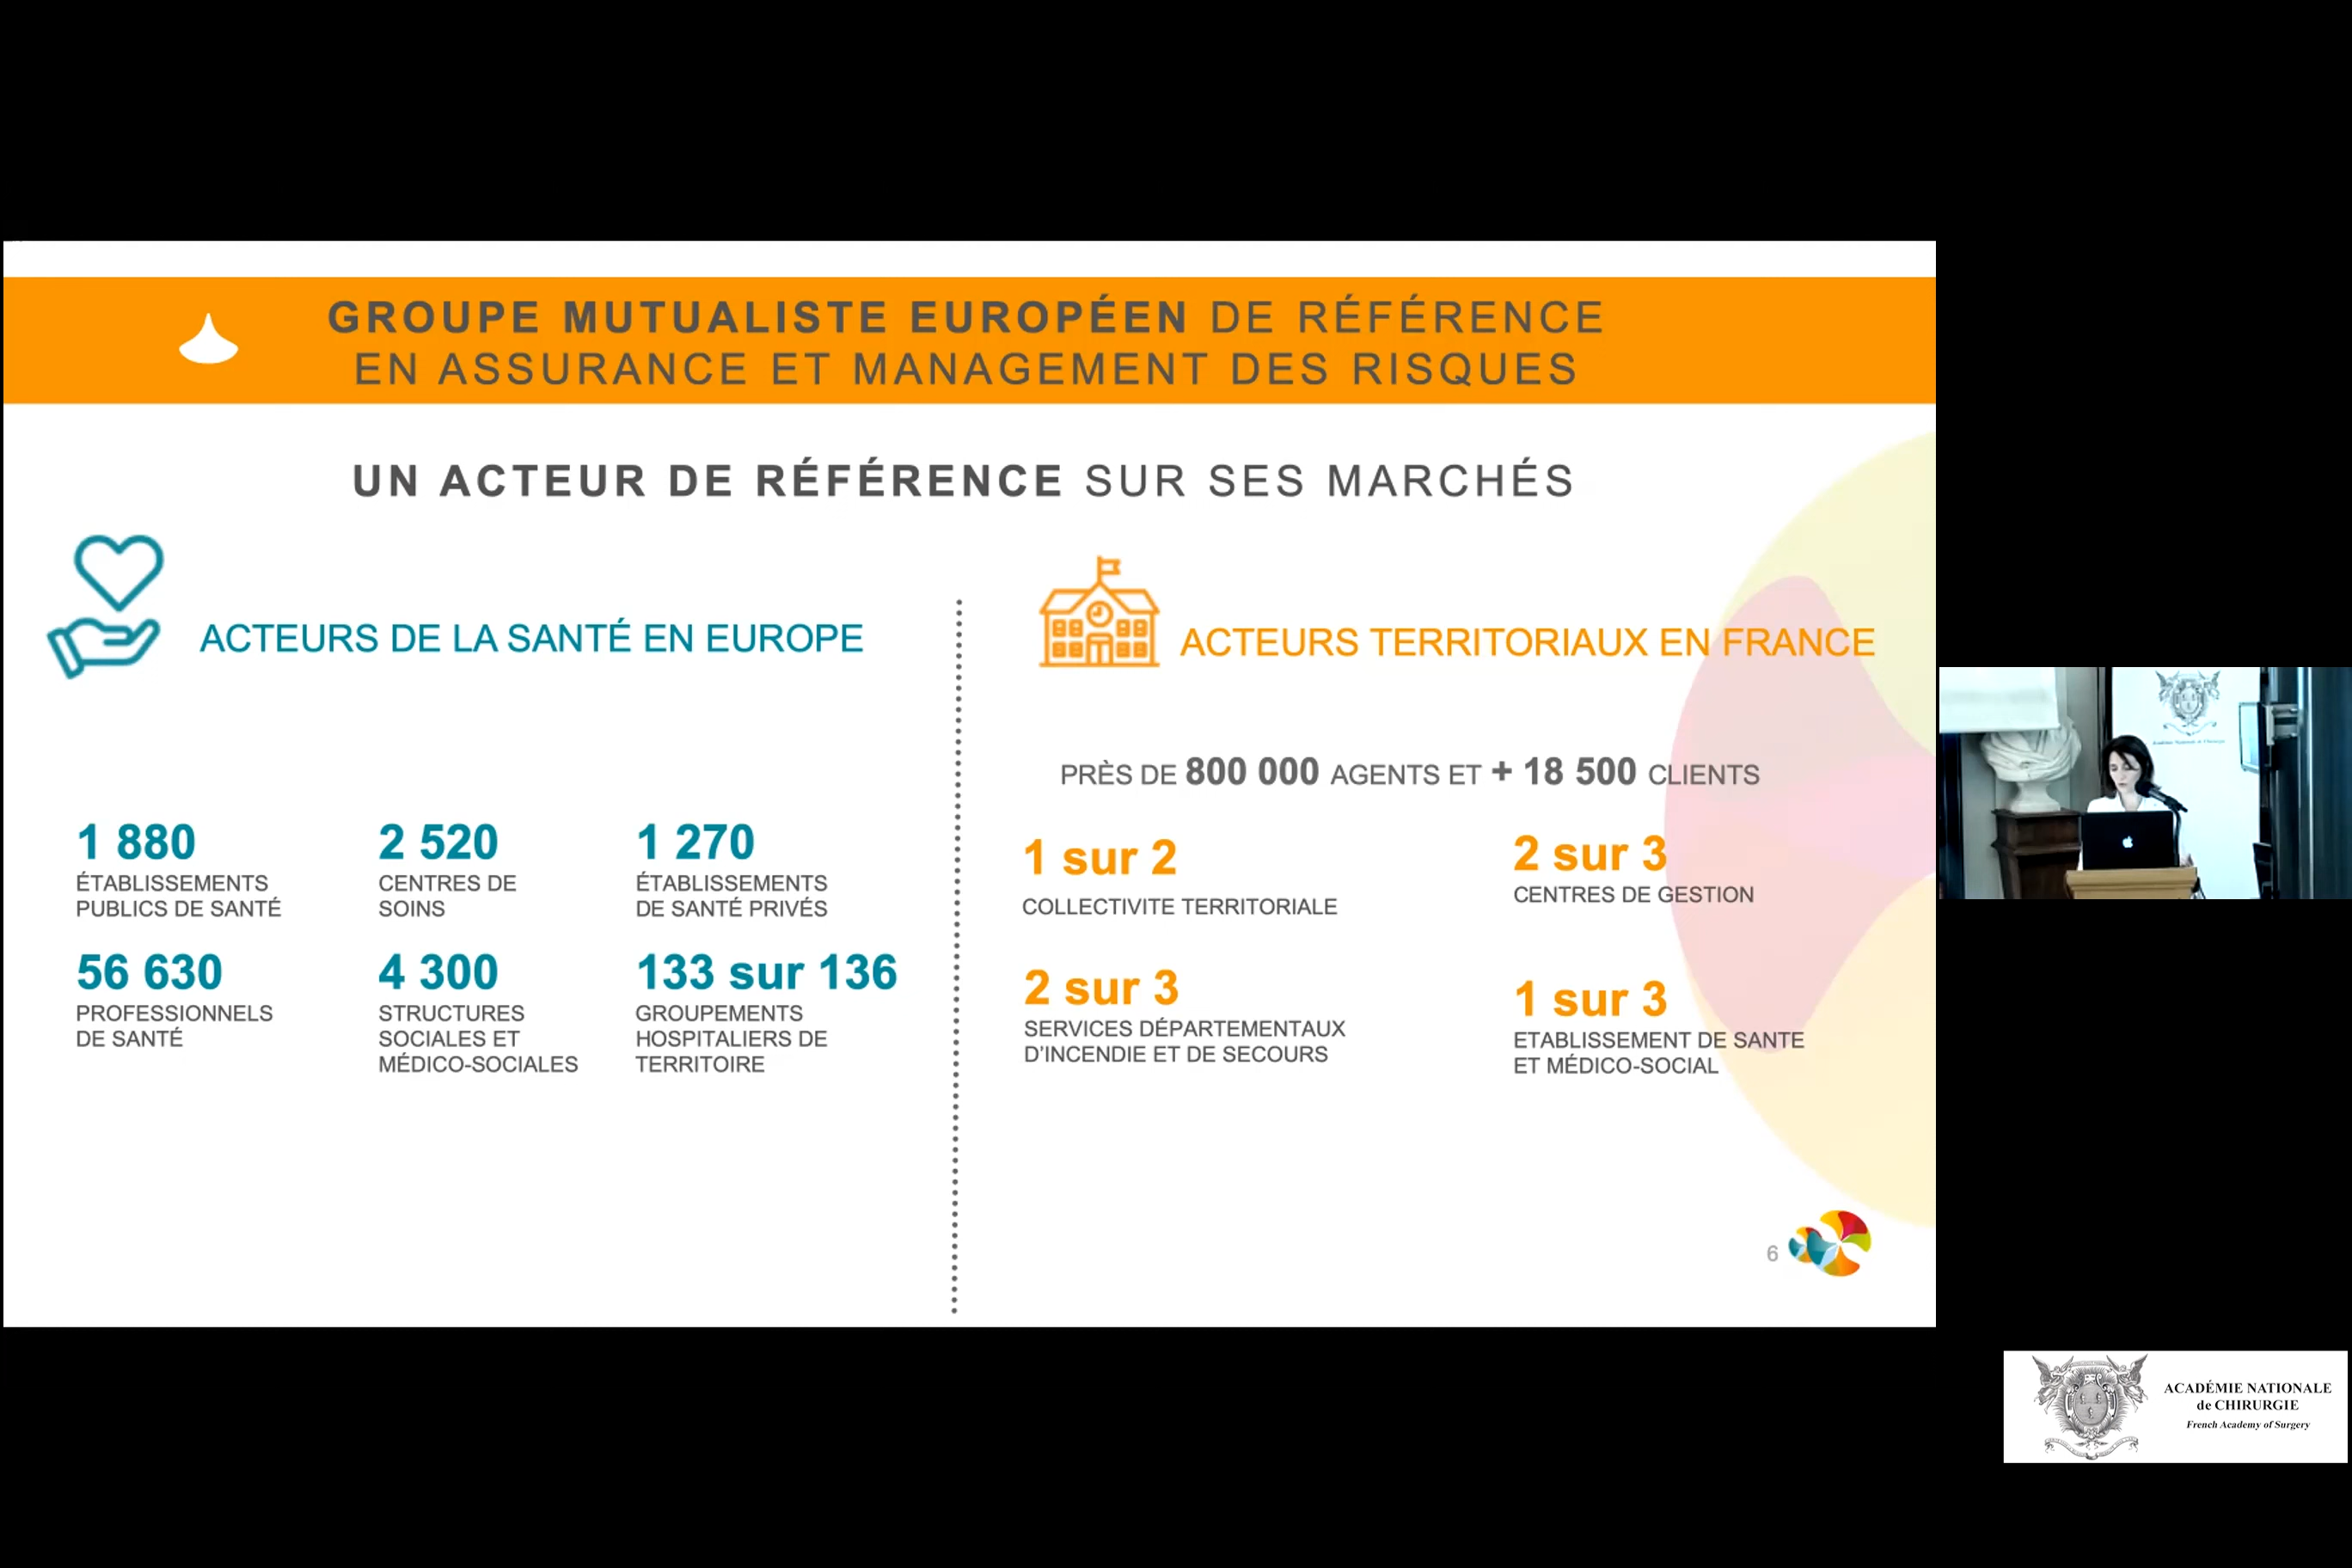 GROUPE MUTUALISTE EUROPÉEN DE RÉFÉRENCE
EN ASSURANCE ET MANAGEMENT DES RISQUES
UN ACTEUR DE RÉFÉRENCE SUR SES MARCHÉS
ACTEURS DE LA SANTÉ EN EUROPE
1 880
ÉTABLISSEMENTS
PUBLICS DE SANTÉ
2 520
CENTRES DE
SOINS
1 270
ÉTABLISSEMENTS
DE SANTÉ PRIVÉS
56 630
PROFESSIONNELS
DE SANTÉ
4 300
STRUCTURES
SOCIALES ET
MÉDICO-SOCIALES
133 sur 136
GROUPEMENTS
HOSPITALIERS DE
TERRITOIRE
ACTEURS TERRITORIAUX EN FRANCE
PRÈS DE 800 000 AGENTS ET + 18 500 CLIENTS
1 sur 2
COLLECTIVITE TERRITORIALE
2 sur 3
CENTRES DE GESTION
2 sur 3
SERVICES DÉPARTEMENTAUX
D'INCENDIE ET DE SECOURS
1 sur 3
ETABLISSEMENT DE SANTE
ET MÉDICO-SOCIAL
6
ACADÉMIE NATIONALE
de CHIRURGIE
French Academy of Surgery